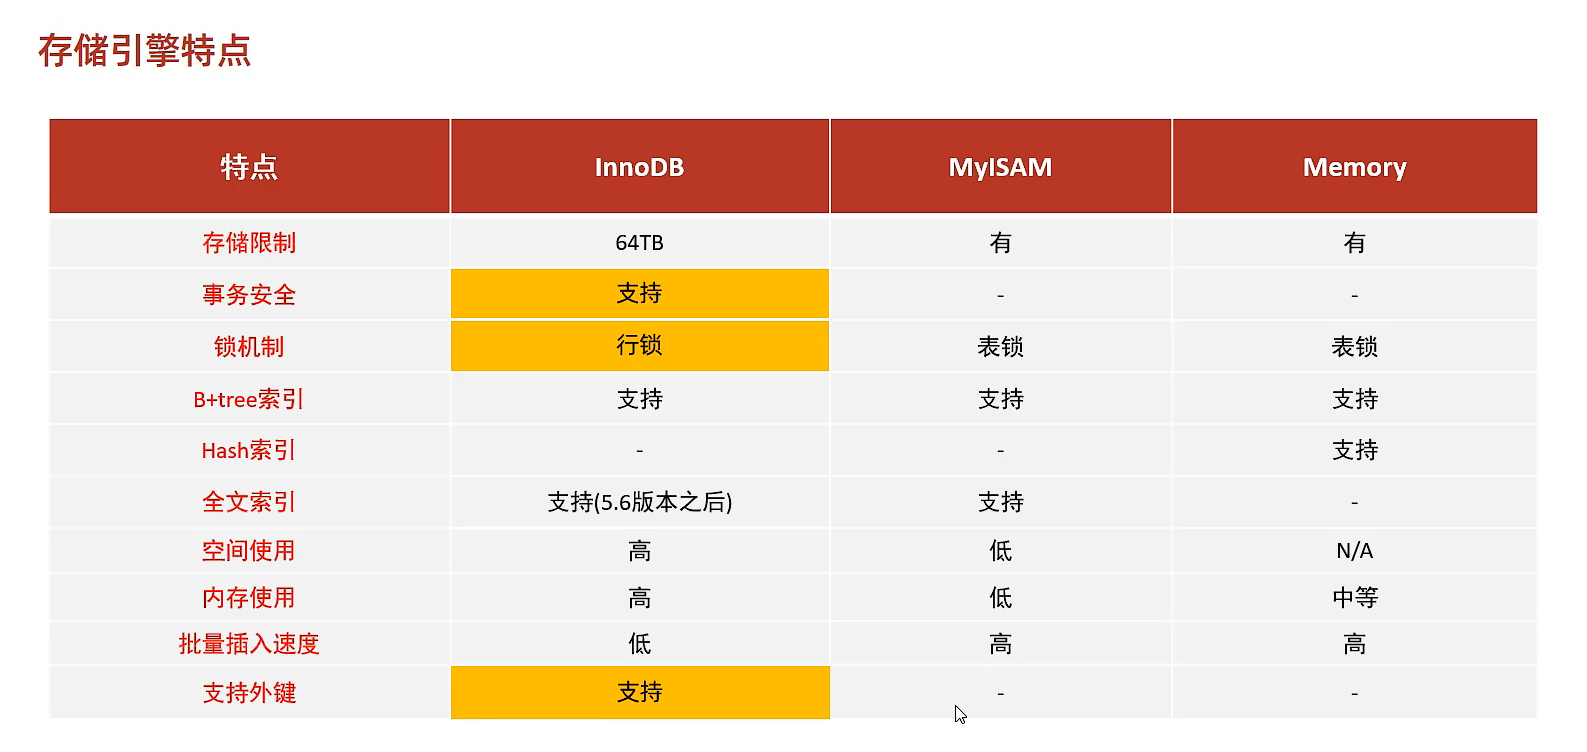 存储引擎特点
特点 InnoDB MyISAM Memory
存储限制 64TB 有 有
事务安全 支持 - -
锁机制 行锁 表锁 表锁
B+tree索引 支持 支持 支持
Hash索引 - - 支持
全文索引 支持(5.6版本之后) 支持 -
空间使用 高 低 N/A
内存使用 高 低 中等
批量插入速度 低 高 高
支持外键 支持 - -